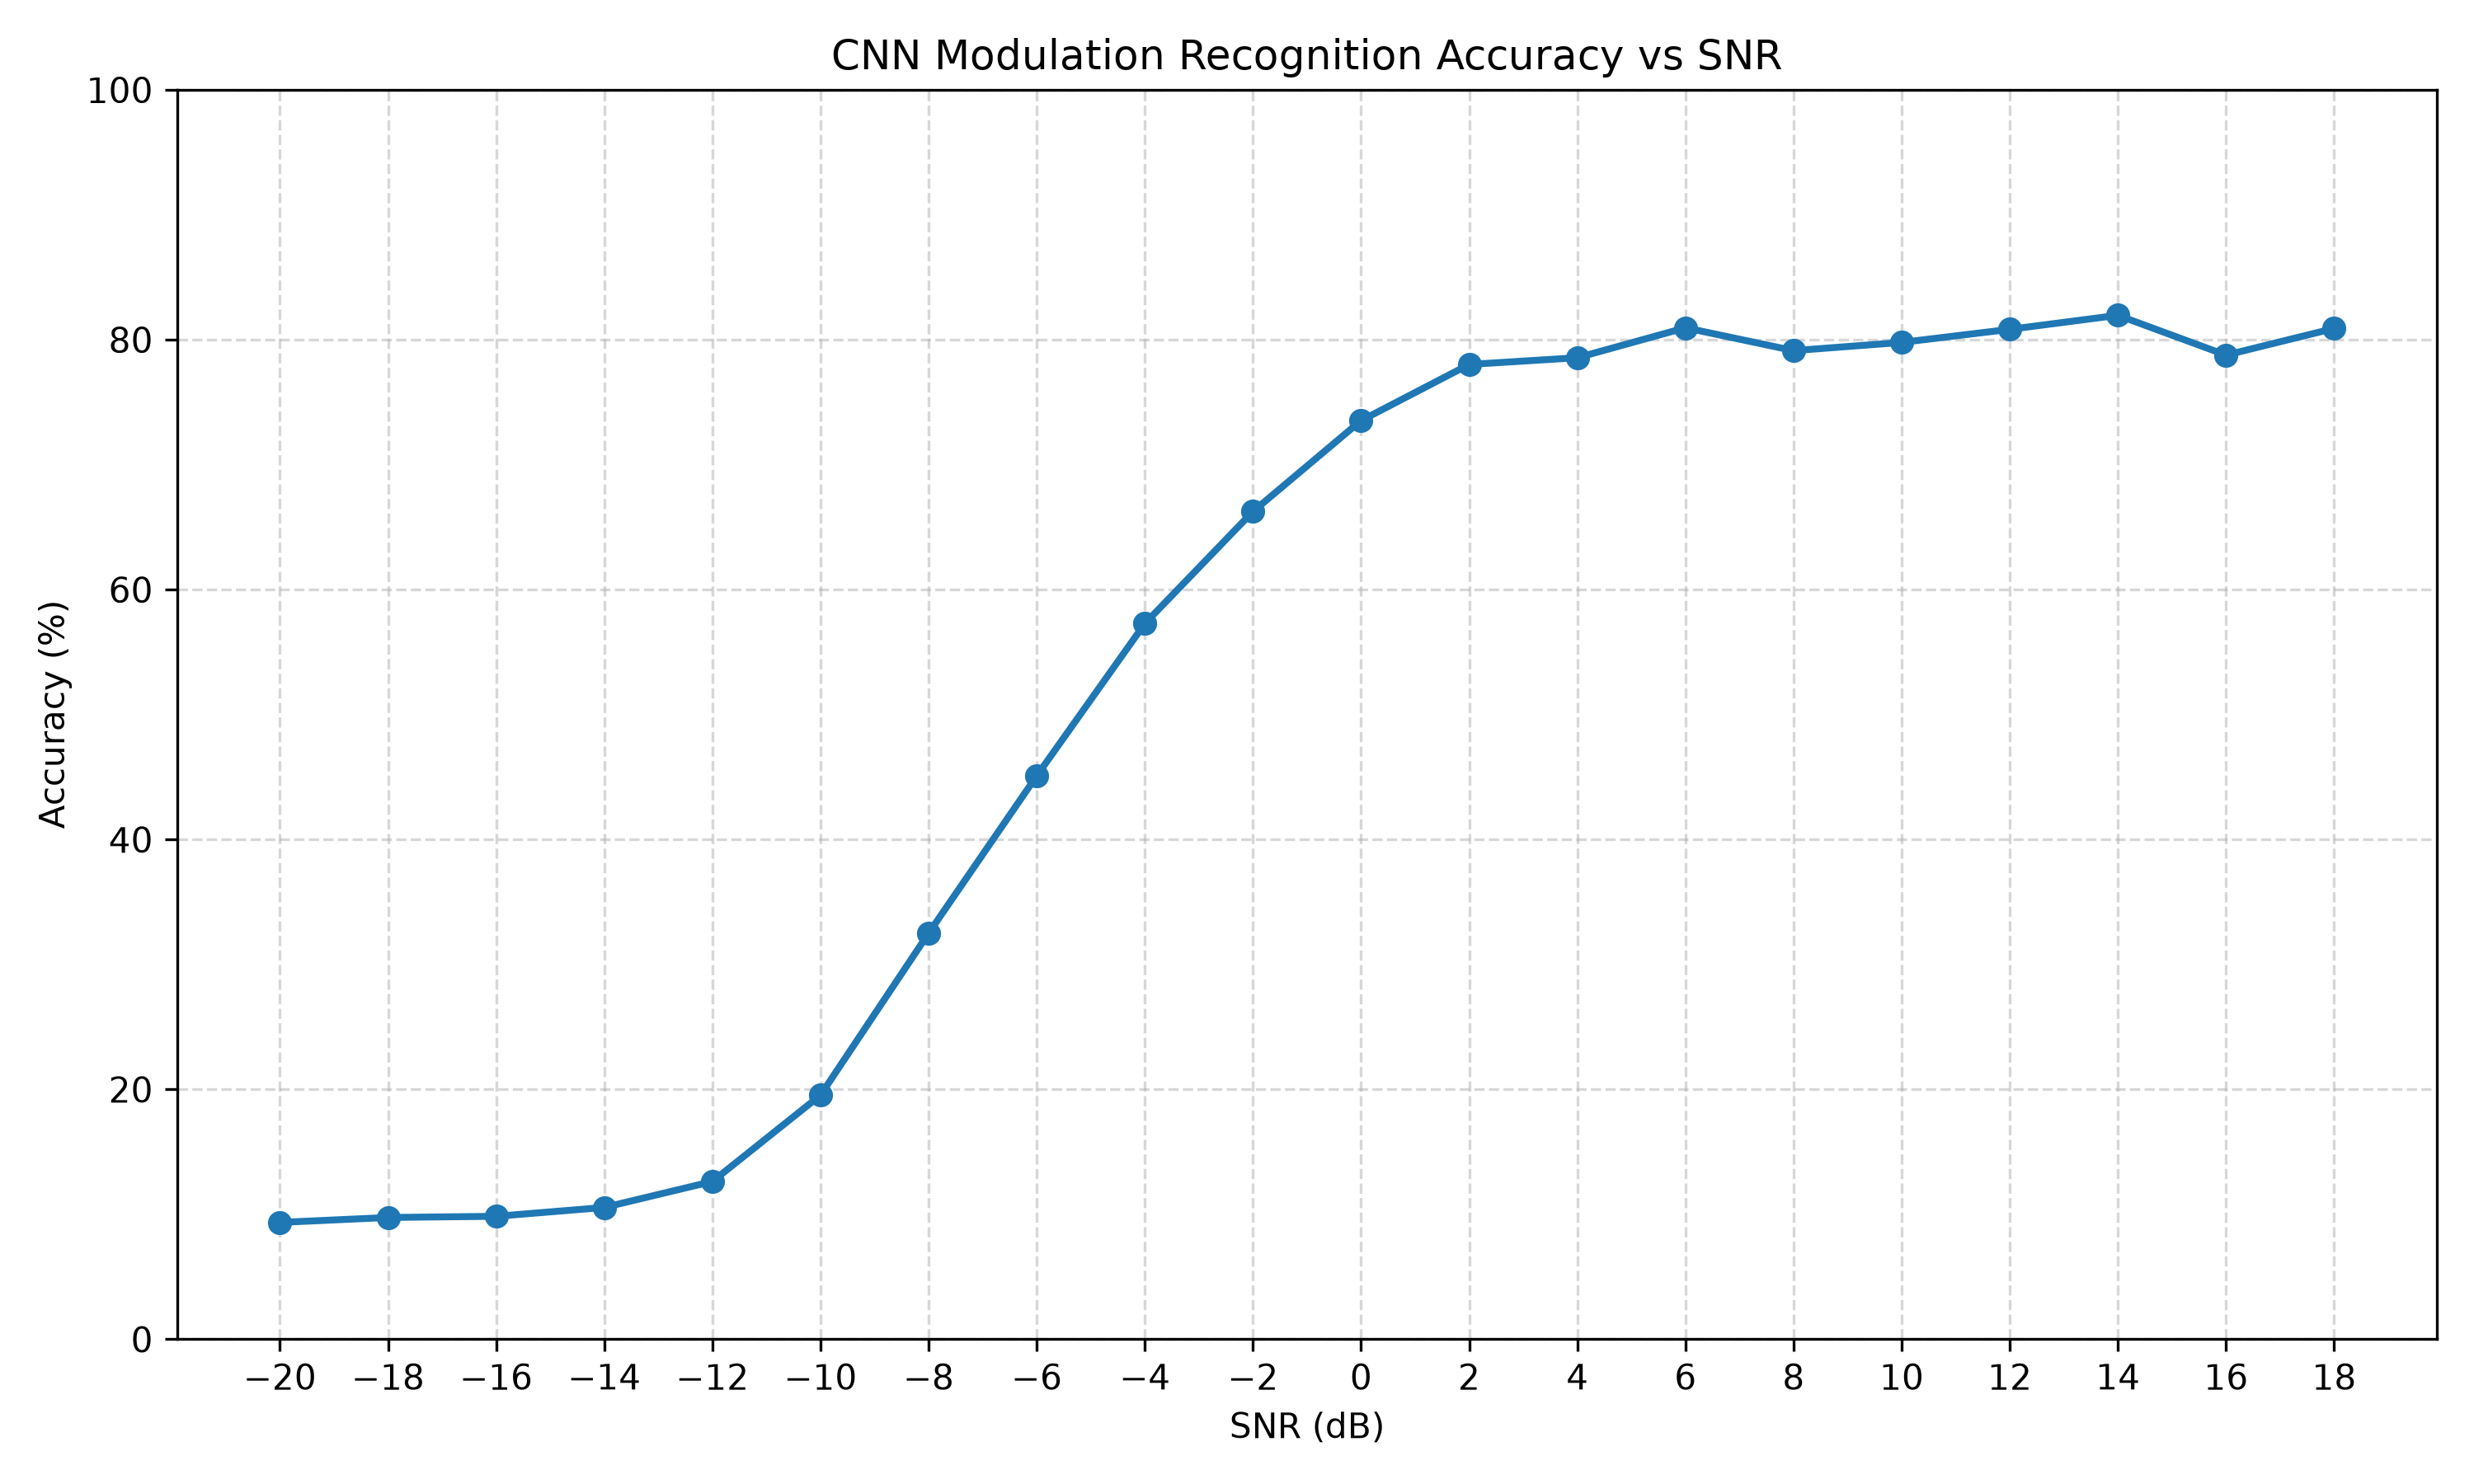 CNN Modulation Recognition Accuracy vs SNR
100
80
60
40
20
0
Accuracy (%)
−20 −18 −16 −14 −12 −10 −8 −6 −4 −2 0 2 4 6 8 10 12 14 16 18
SNR (dB)